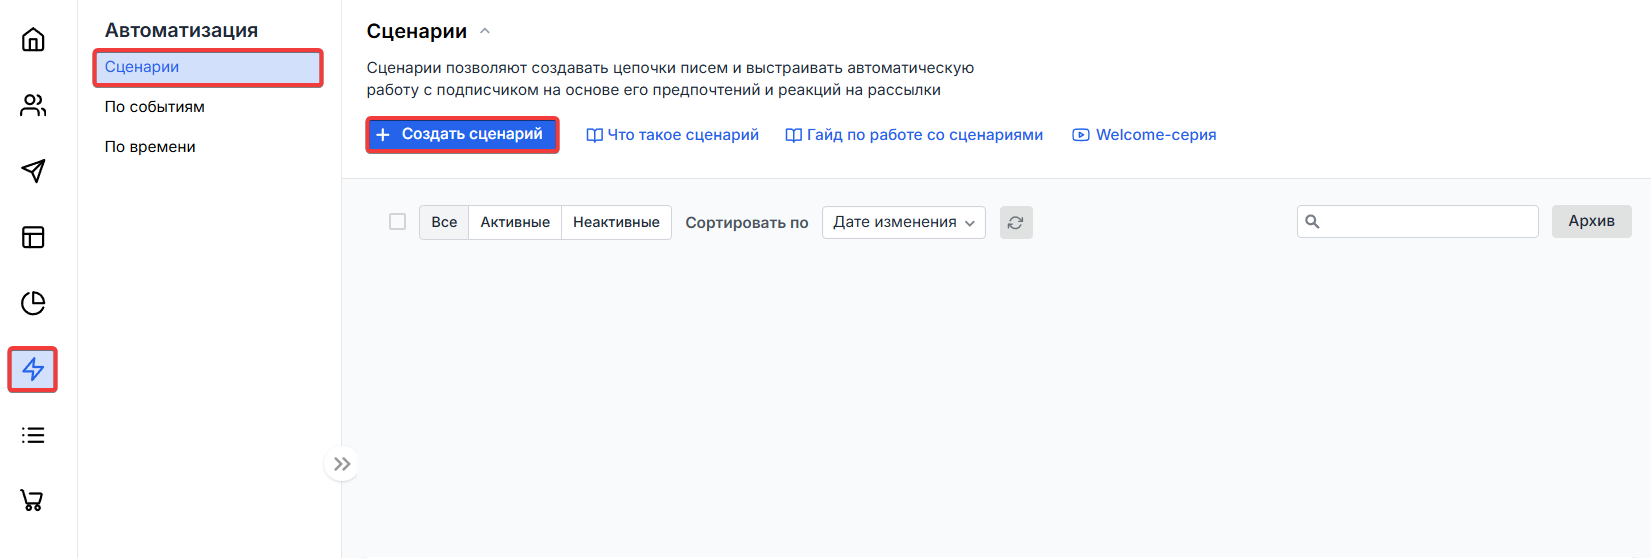 Автоматизация
Сценарии
По событиям
По времени
Сценарии
Сценарии позволяют создавать цепочки писем и выстраивать автоматическую
работу с подписчиком на основе его предпочтений и реакций на рассылки
Создать сценарий
Что такое сценарий
Гайд по работе со сценариями
Welcome-серия
Все
Активные
Неактивные
Сортировать по
Дате изменения
Архив